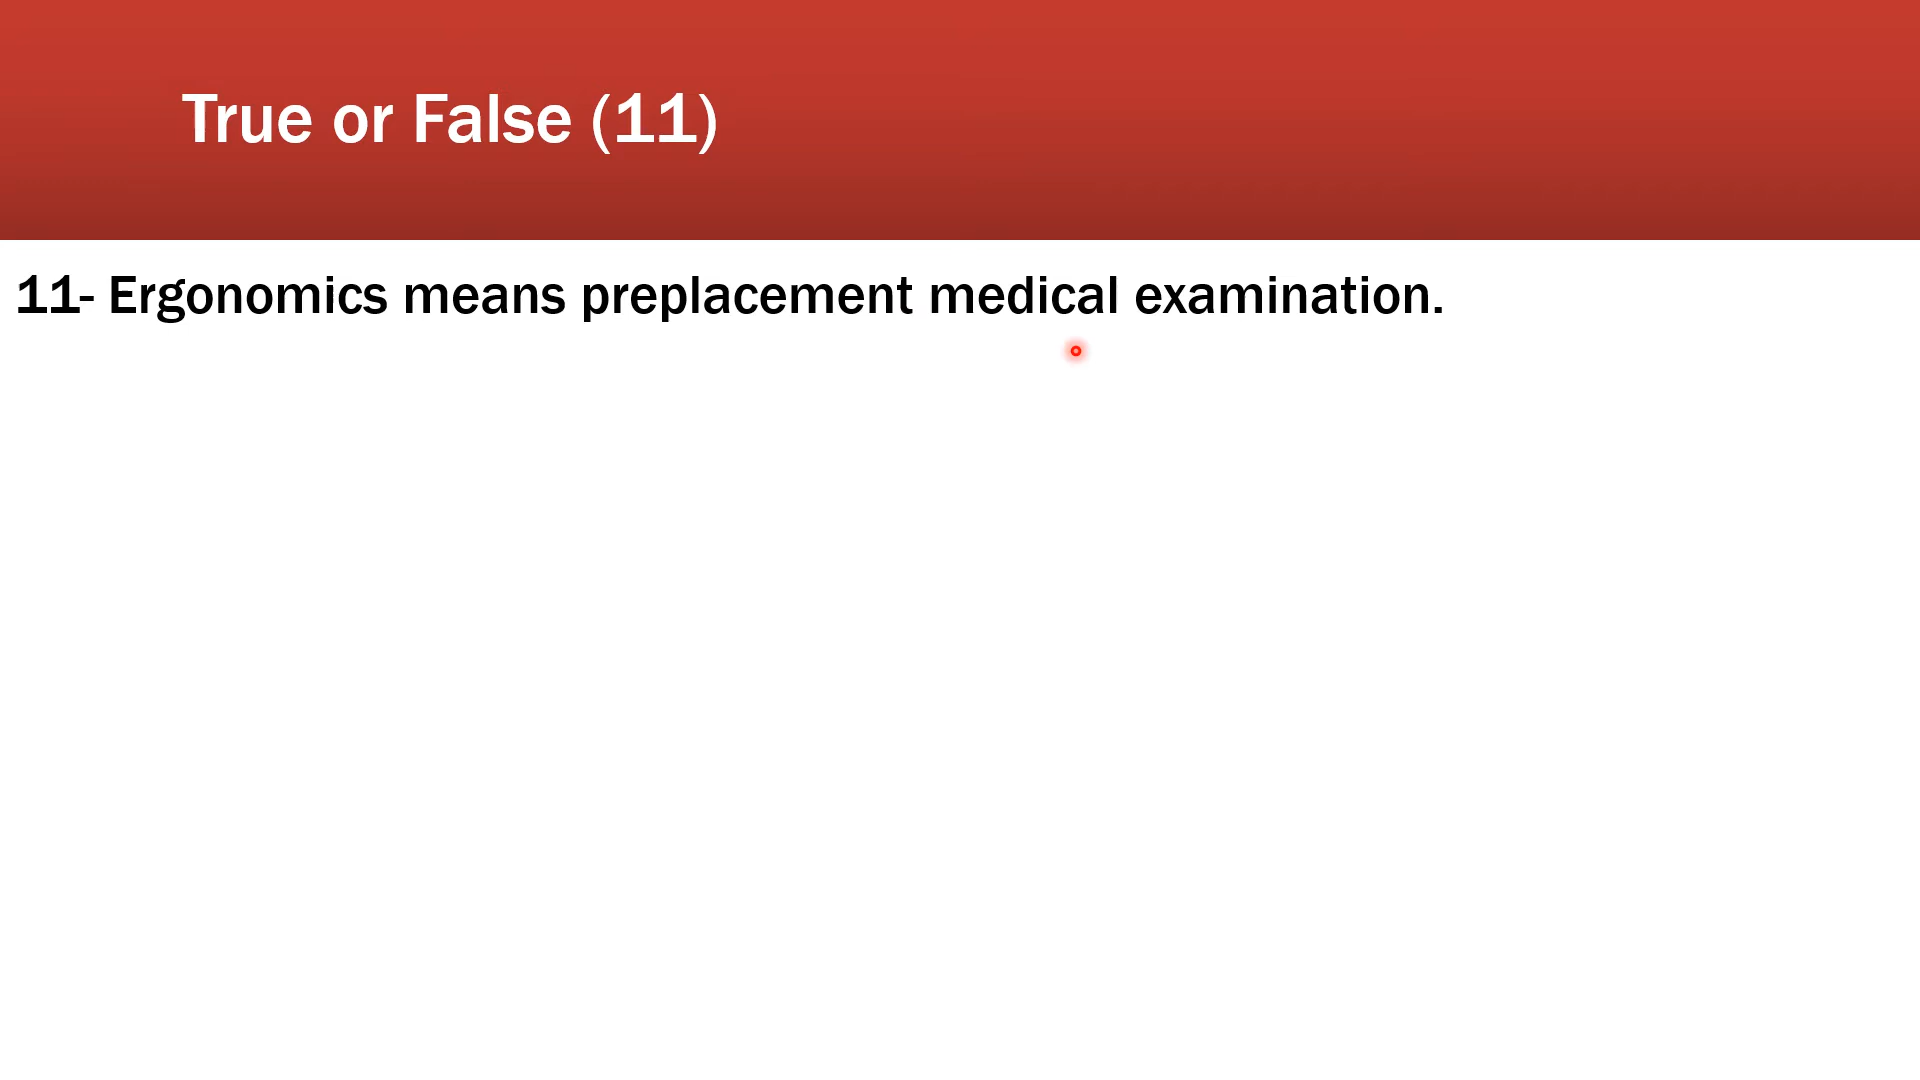 True or False (11)
11- Ergonomics means preplacement medical examination.